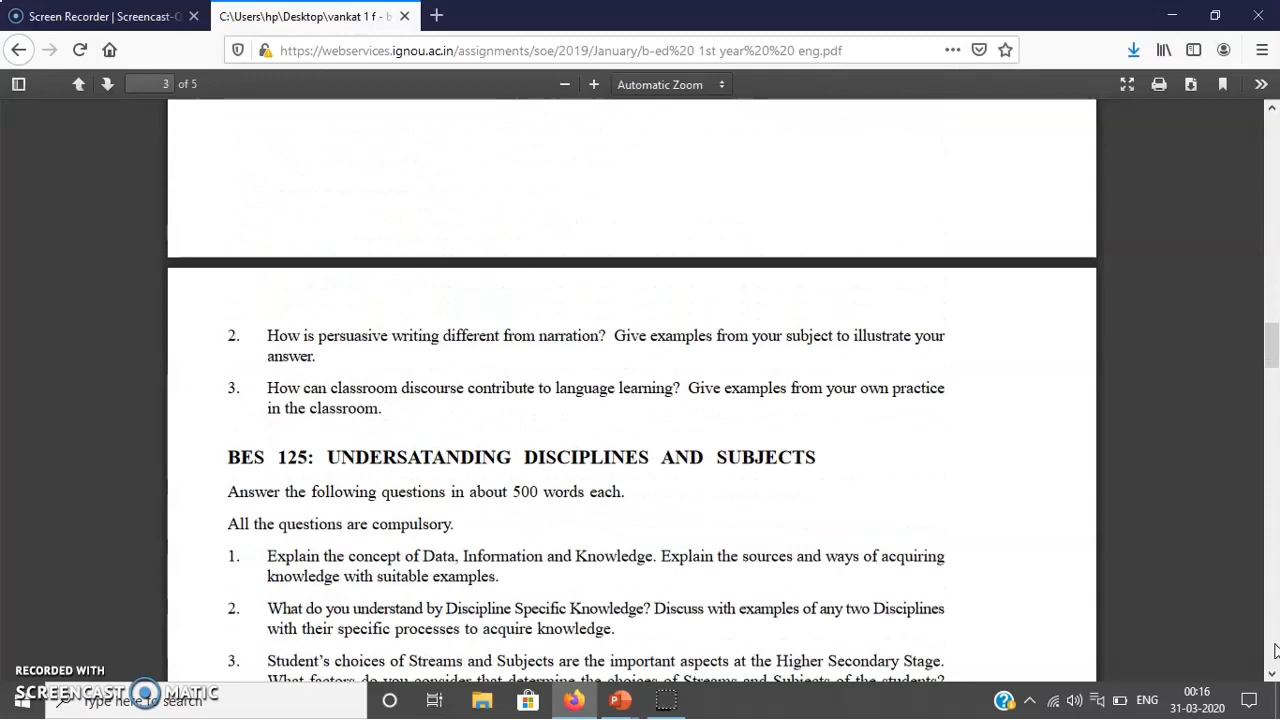 Screen Recorder | Screencast-O
C:\Users\hp\Desktop\vankat 1 f - b
https://webservices.ignou.ac.in/assignments/soe/2019/January/b-ed%20 1st year%20%20 eng.pdf
3 of 5
Automatic Zoom
2. How is persuasive writing different from narration? Give examples from your subject to illustrate your
answer.
3. How can classroom discourse contribute to language learning? Give examples from your own practice
in the classroom.
BES 125: UNDERSATANDING DISCIPLINES AND SUBJECTS
Answer the following questions in about 500 words each.
All the questions are compulsory.
1. Explain the concept of Data, Information and Knowledge. Explain the sources and ways of acquiring
knowledge with suitable examples.
2. What do you understand by Discipline Specific Knowledge? Discuss with examples of any two Disciplines
with their specific processes to acquire knowledge.
3. Student's choices of Streams and Subjects are the important aspects at the Higher Secondary Stage.
What factors do you consider that determine the choices of Streams and Subjects of the students?
RECORDED WITH
SCREENCAST MATIC
Type here to search
ENG
00:16
31-03-2020